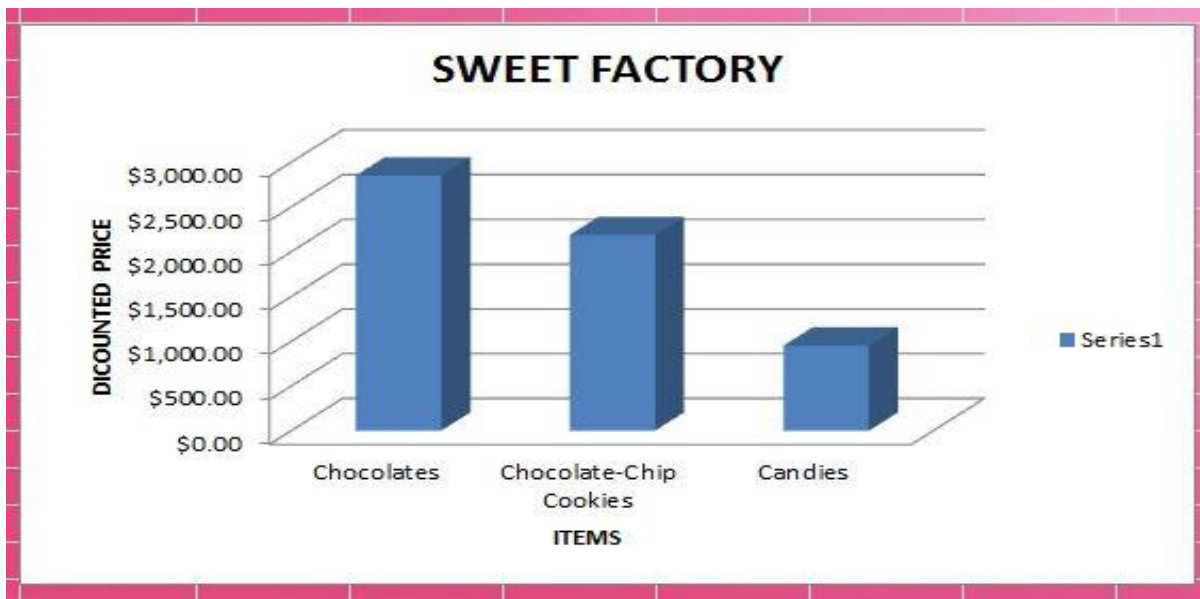 SWEET FACTORY
DICOUNTED PRICE
$3,000.00
$2,500.00
$2,000.00
$1,500.00
$1,000.00
$500.00
$0.00
Chocolates
Chocolate-Chip
Cookies
Candies
ITEMS
Series1